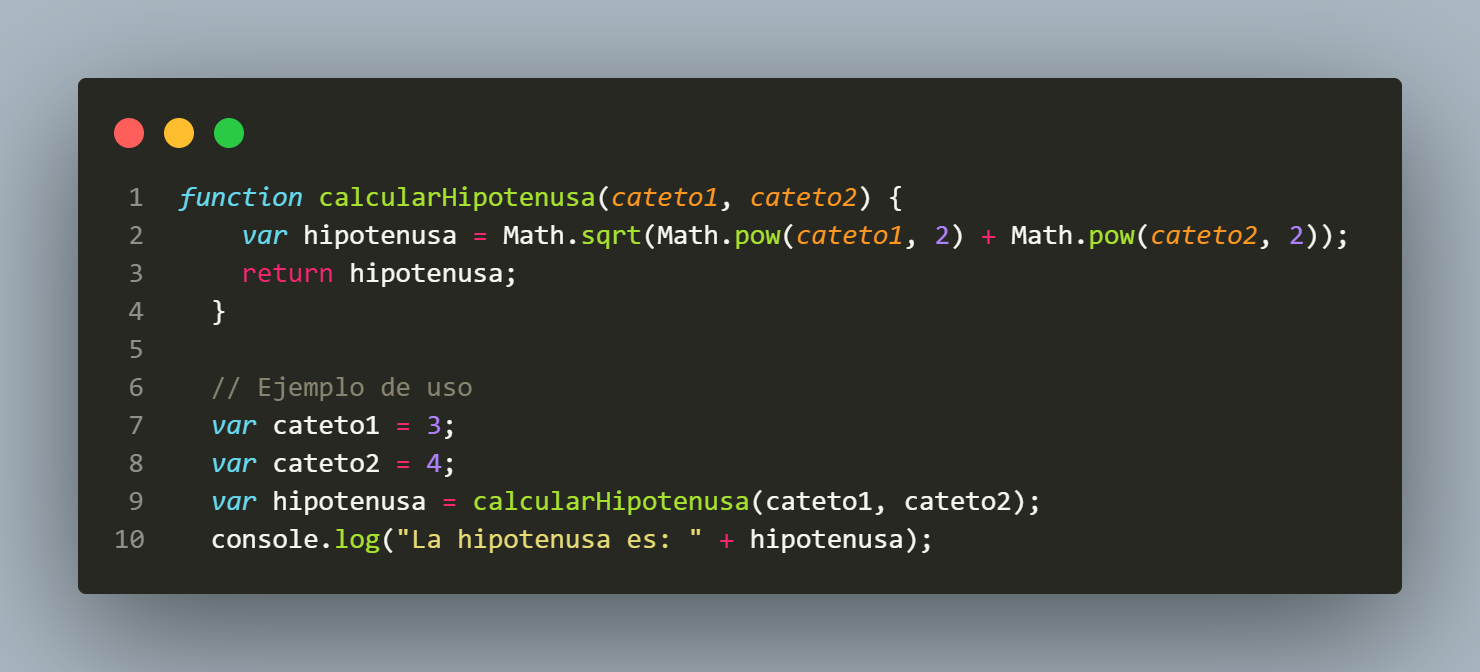 1 function calcularHipotenusa(cateto1, cateto2) {
2     var hipotenusa = Math.sqrt(Math.pow(cateto1, 2) + Math.pow(cateto2, 2));
3     return hipotenusa;
4   }
5
6   // Ejemplo de uso
7   var cateto1 = 3;
8   var cateto2 = 4;
9   var hipotenusa = calcularHipotenusa(cateto1, cateto2);
10   console.log("La hipotenusa es: " + hipotenusa);